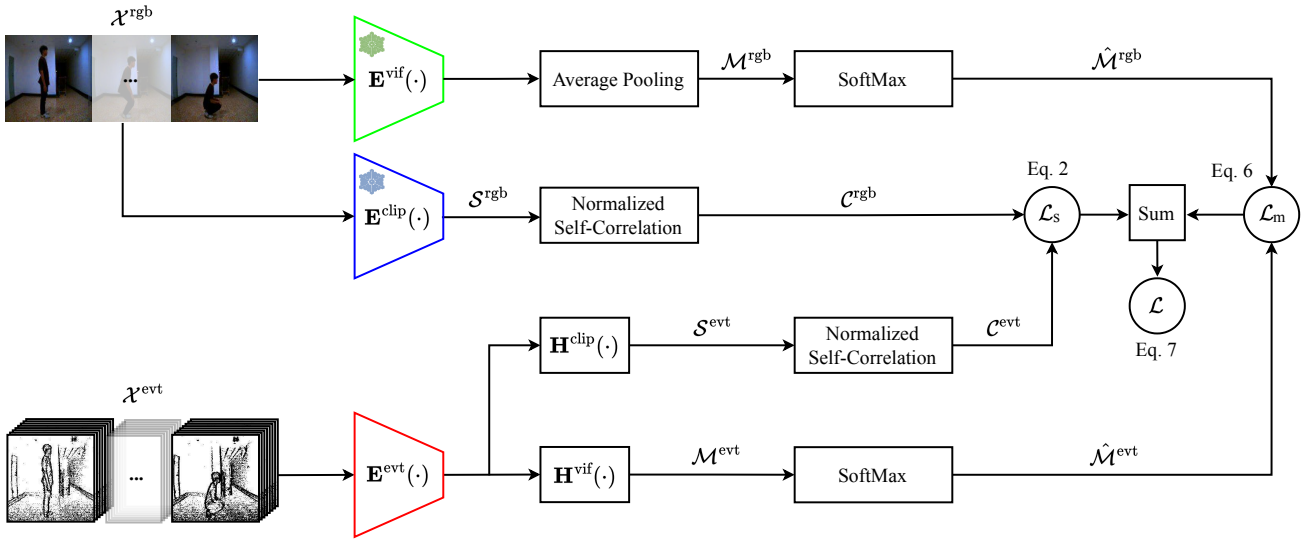 𝒳^rgb
E^vif(·)
Average Pooling
ℳ^rgb
SoftMax
ℳ̂^rgb
E^clip(·)
𝒮^rgb
Normalized
Self-Correlation
𝒞^rgb
Eq. 2
ℒ_s
Sum
Eq. 6
ℒ_m
ℒ
Eq. 7
H^clip(·)
𝒮^evt
Normalized
Self-Correlation
𝒞^evt
𝒳^evt
E^evt(·)
H^vif(·)
ℳ^evt
SoftMax
ℳ̂^evt